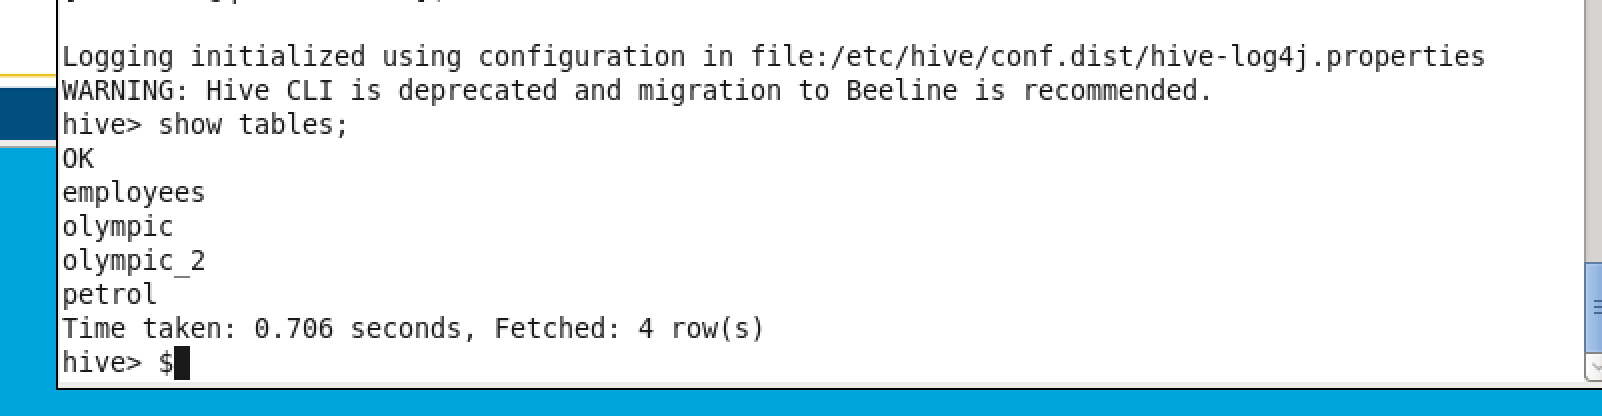 Logging initialized using configuration in file:/etc/hive/conf.dist/hive-log4j.properties
WARNING: Hive CLI is deprecated and migration to Beeline is recommended.
hive> show tables;
OK
employees
olympic
olympic_2
petrol
Time taken: 0.706 seconds, Fetched: 4 row(s)
hive> $